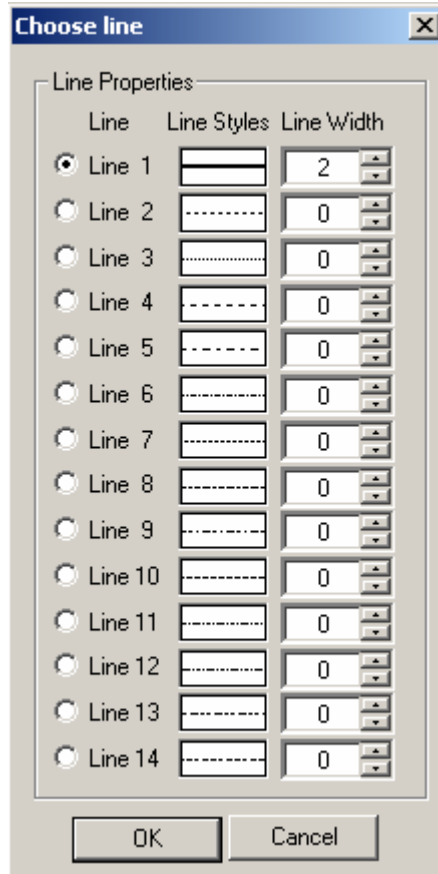 Choose line
Line Properties
Line Line Styles Line Width
Line 1 2
Line 2 0
Line 3 0
Line 4 0
Line 5 0
Line 6 0
Line 7 0
Line 8 0
Line 9 0
Line 10 0
Line 11 0
Line 12 0
Line 13 0
Line 14 0
OK Cancel